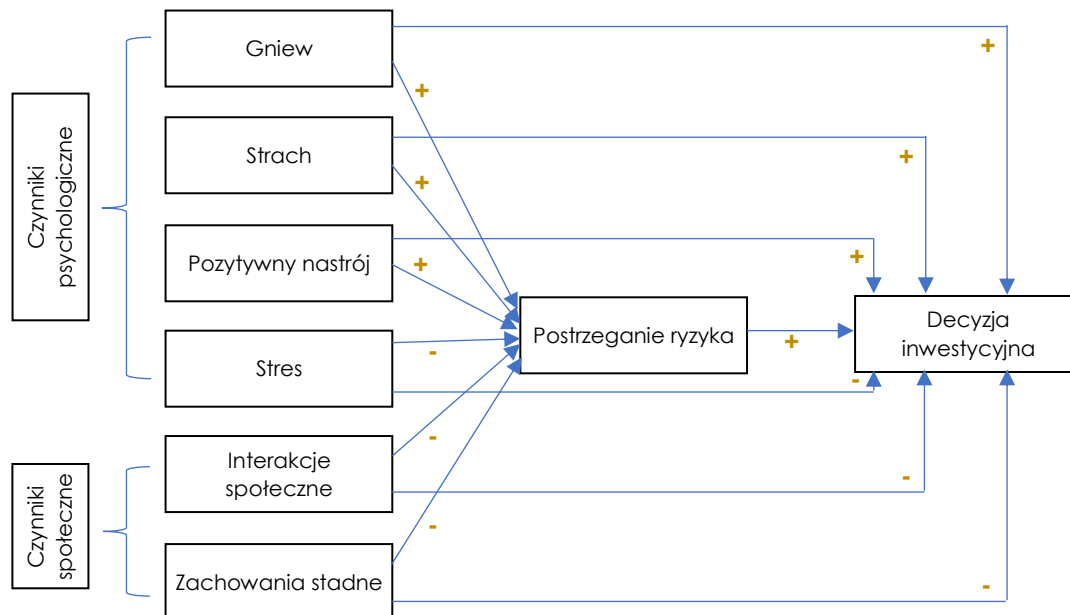 Czynniki
psychologiczne
Gniew
+
+
Strach
+
+
Pozytywny nastrój
+
+
Stres
-
-
Postrzeganie ryzyka
+
Decyzja
inwestycyjna
Czynniki
społeczne
Interakcje
społeczne
-
-
Zachowania stadne
-
-